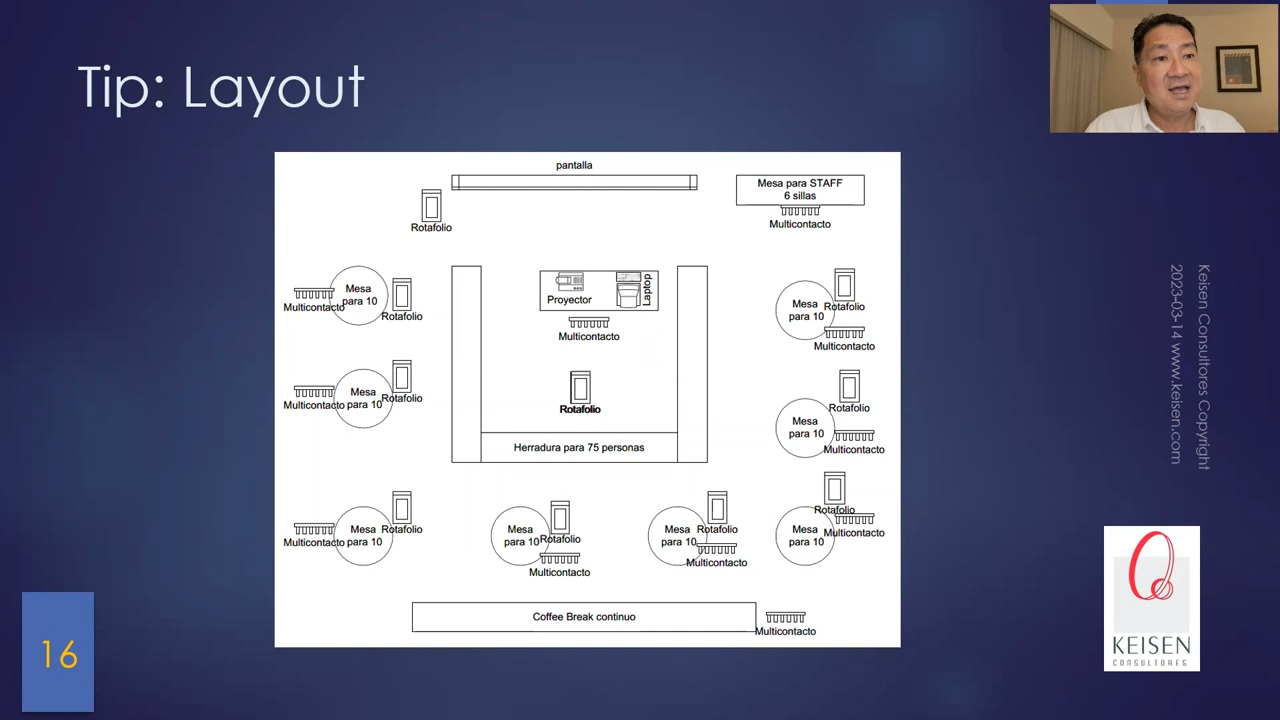 Tip: Layout
pantalla
Mesa para STAFF
6 sillas
Multicontacto
Rotafolio
Mesa
para 10
Multicontacto
Rotafolio
Proyector
Laptop
Multicontacto
Mesa
para 10
Rotafolio
Multicontacto
Mesa
para 10
Multicontacto
Rotafolio
Rotafolio
Mesa
para 10
Rotafolio
Multicontacto
Herradura para 75 personas
Mesa
para 10
Multicontacto
Rotafolio
Mesa
para 10
Rotafolio
Multicontacto
Mesa
para 10
Rotafolio
Multicontacto
Mesa
para 10
Rotafolio
Multicontacto
Coffee Break continuo
Multicontacto
Keisen Consultores Copyright
2023-03-14 www.keisen.com
KEISEN
CONSULTORES
16